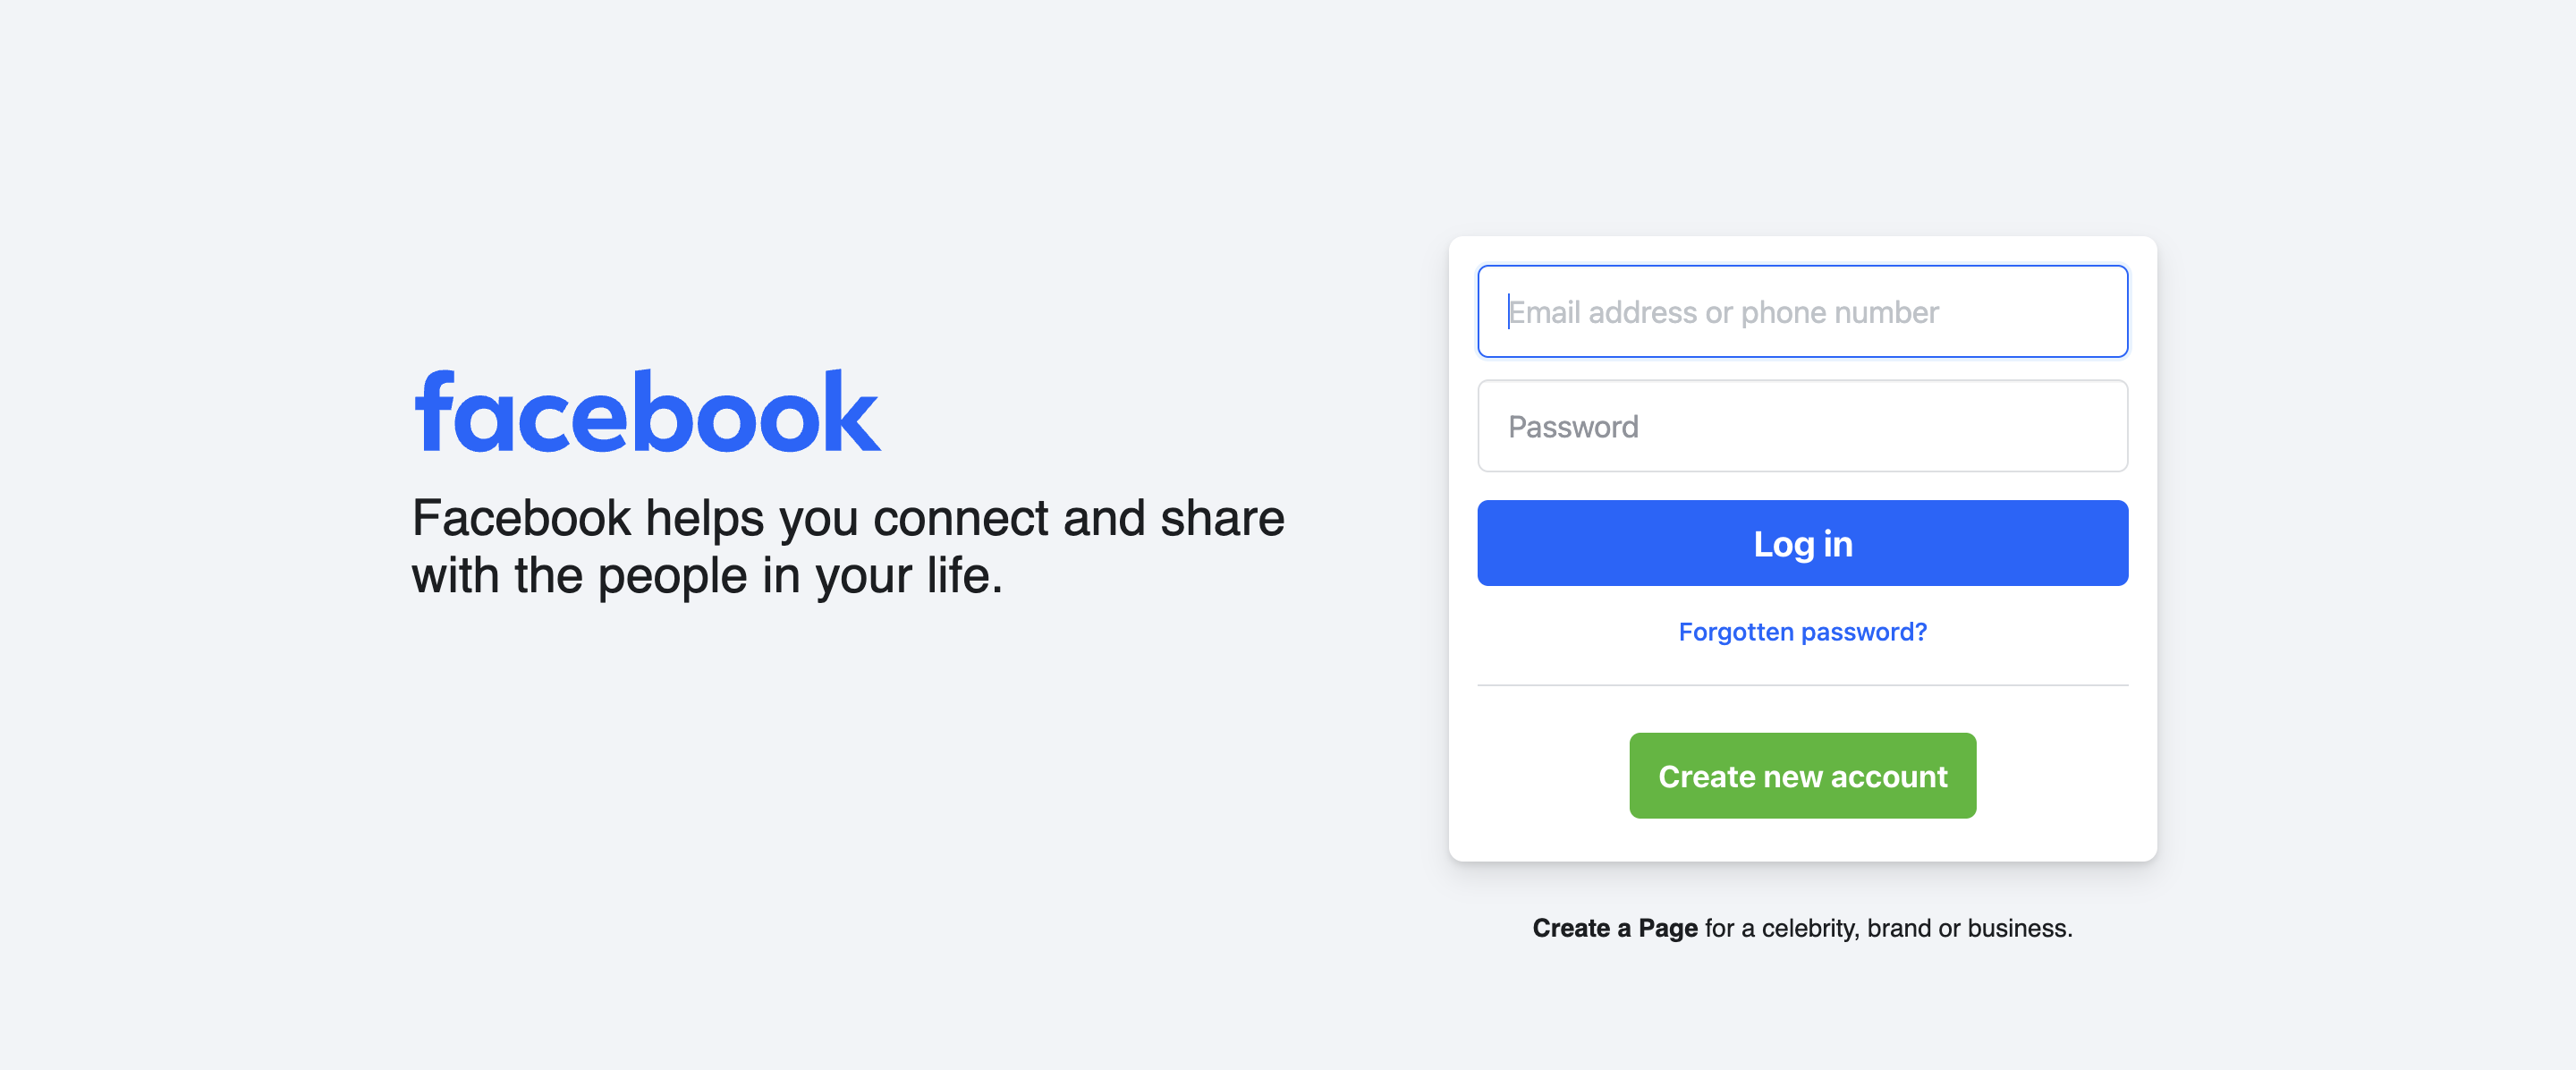 facebook
Facebook helps you connect and share
with the people in your life.
Email address or phone number
Password
Log in
Forgotten password?
Create new account
Create a Page for a celebrity, brand or business.